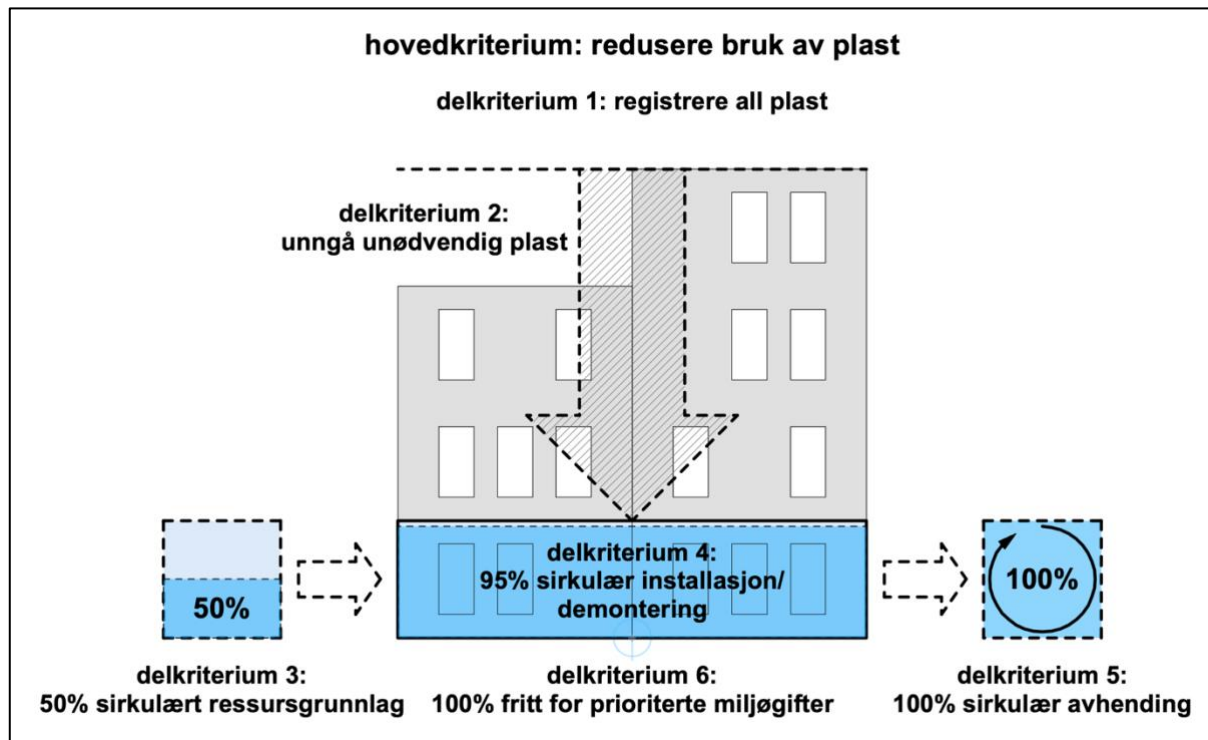 hovedkriterium: redusere bruk av plast
delkriterium 1: registrere all plast
delkriterium 2:
unngå unødvendig plast
delkriterium 4:
95% sirkulær installasjon/
demontering
50%
100%
delkriterium 3:
50% sirkulært ressursgrunnlag
delkriterium 6:
100% fritt for prioriterte miljøgifter
delkriterium 5:
100% sirkulær avhending